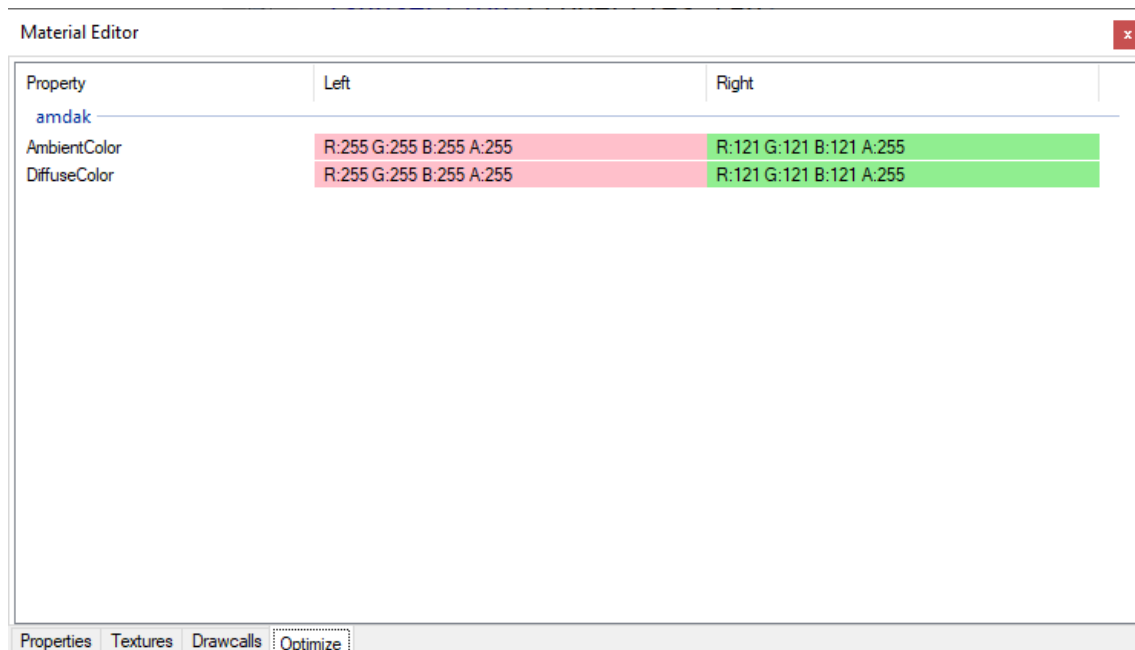 Material Editor
x
Property Left Right
amdak
AmbientColor R:255 G:255 B:255 A:255 R:121 G:121 B:121 A:255
DiffuseColor R:255 G:255 B:255 A:255 R:121 G:121 B:121 A:255
Properties Textures Drawcalls Optimize